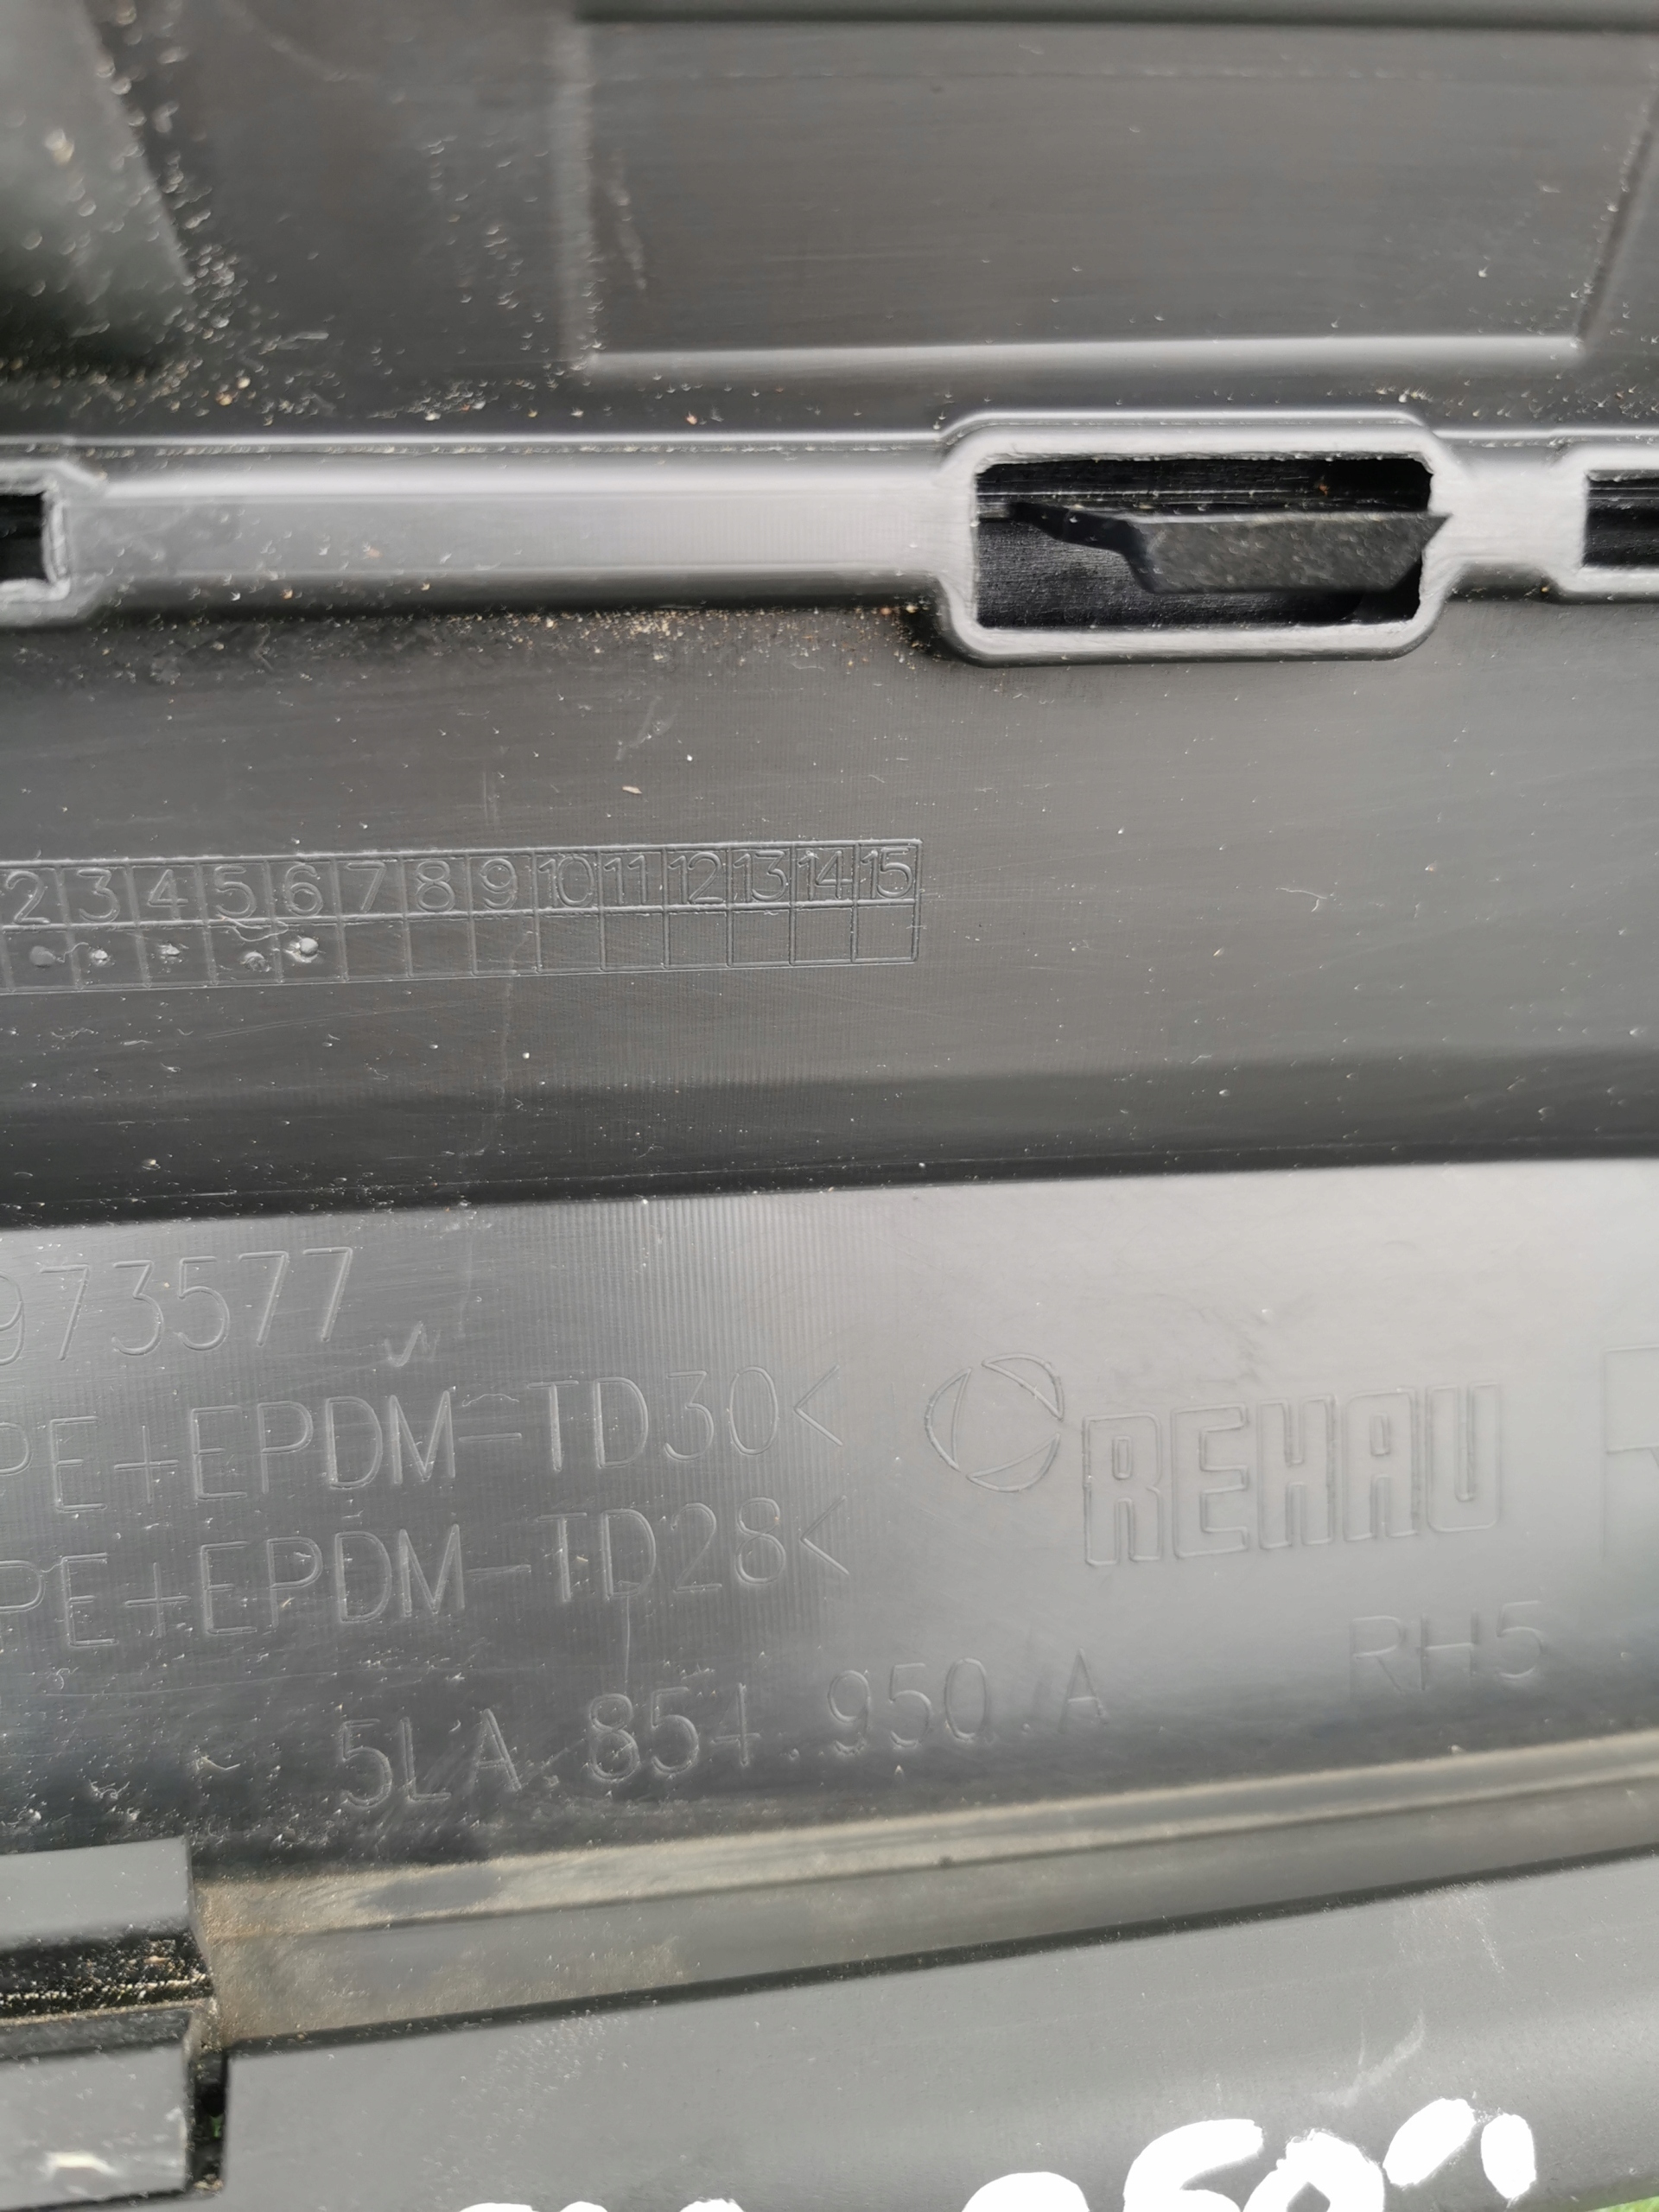 2 3 4 5 6 7 8 9 10 11 12 13 14 15
973577
PE+EPDM-TD30<
REHAU
PE+EPDM-TD28<
RH5
5LA.854.950.A